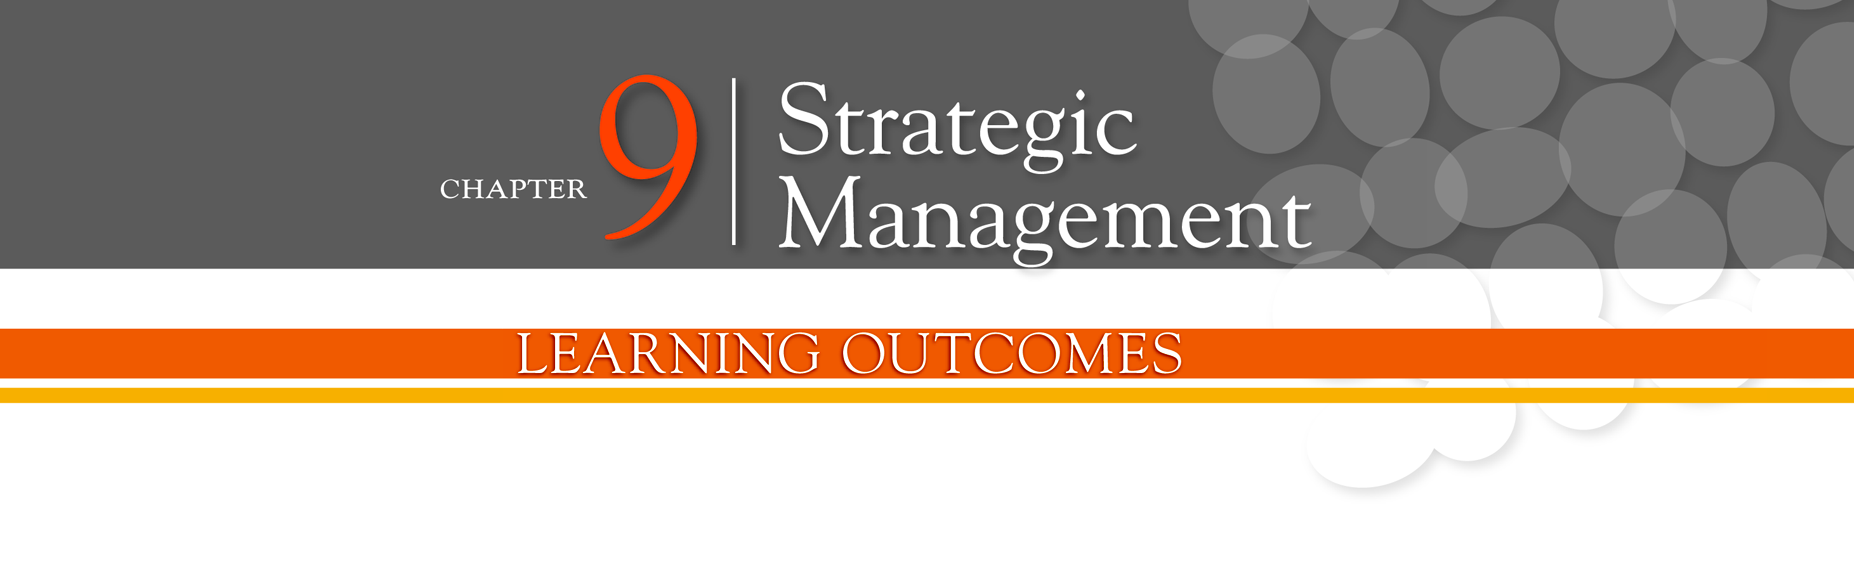 CHAPTER 9
Strategic
Management
LEARNING OUTCOMES